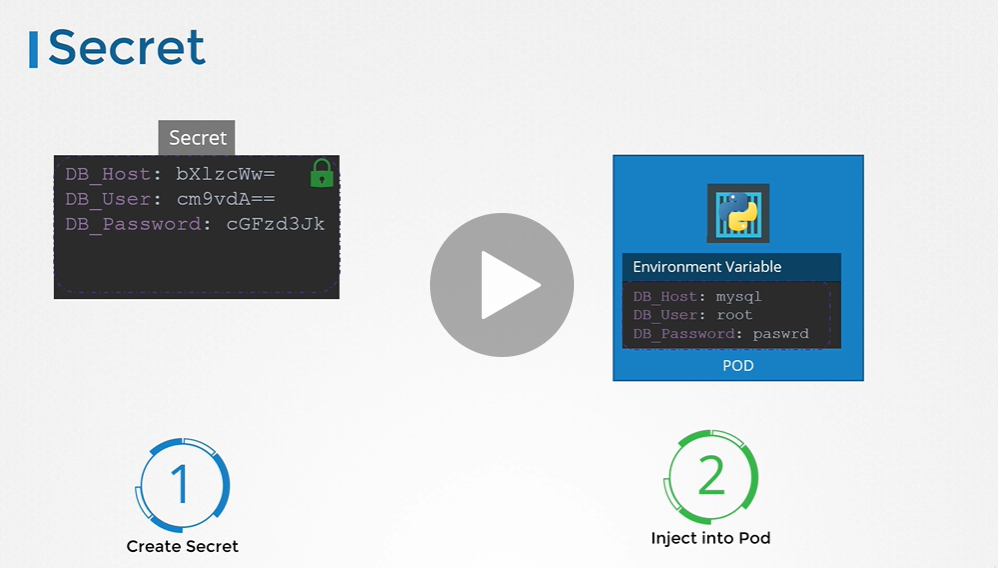 Secret
Secret
DB_Host: bXlzcWw=
DB_User: cm9vdA==
DB_Password: cGFzd3Jk
Environment Variable
DB_Host: mysql
DB_User: root
DB_Password: paswrd
POD
1
Create Secret
2
Inject into Pod